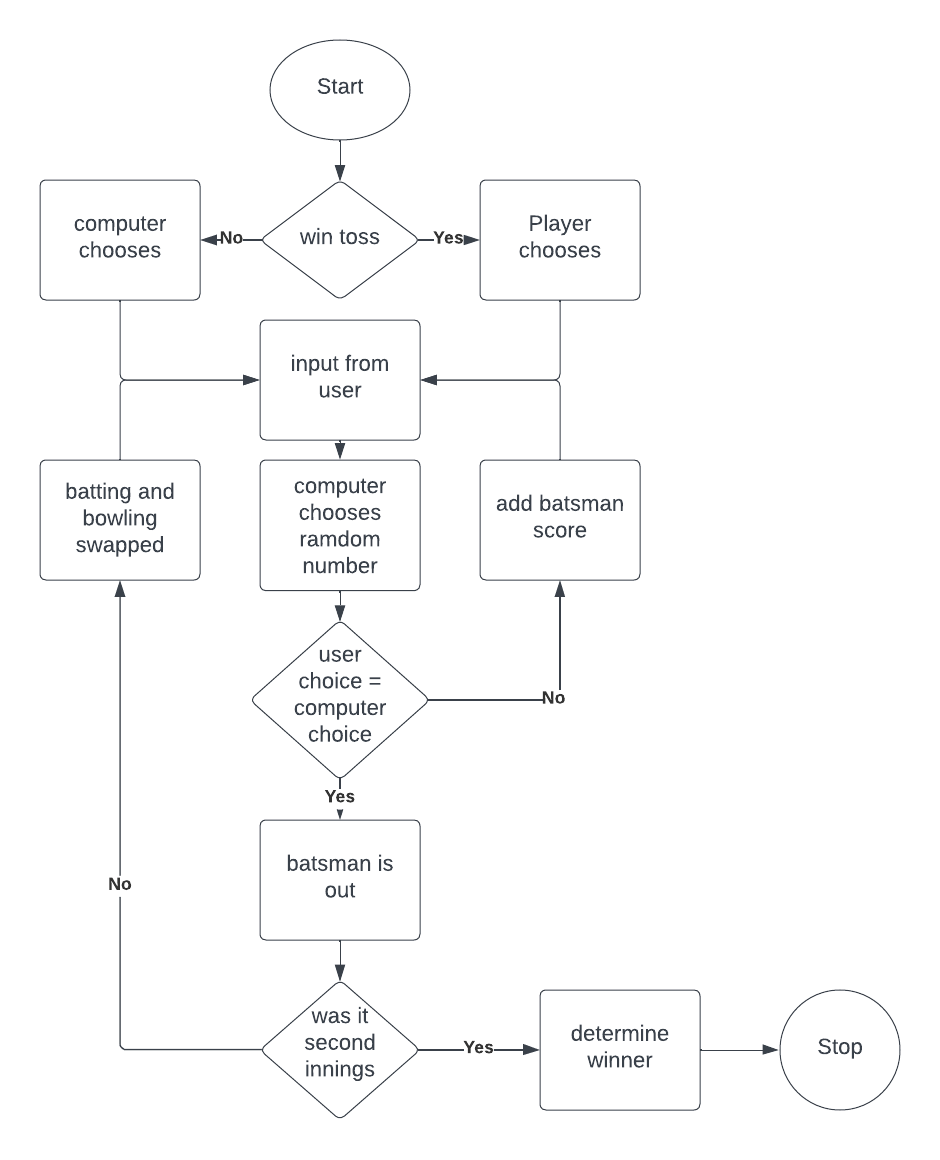 Start
computer
chooses
No
win toss
Yes
Player
chooses
input from
user
batting and
bowling
swapped
computer
chooses
ramdom
number
add batsman
score
user
choice =
computer
choice
No
Yes
batsman is
out
No
was it
second
innings
Yes
determine
winner
Stop